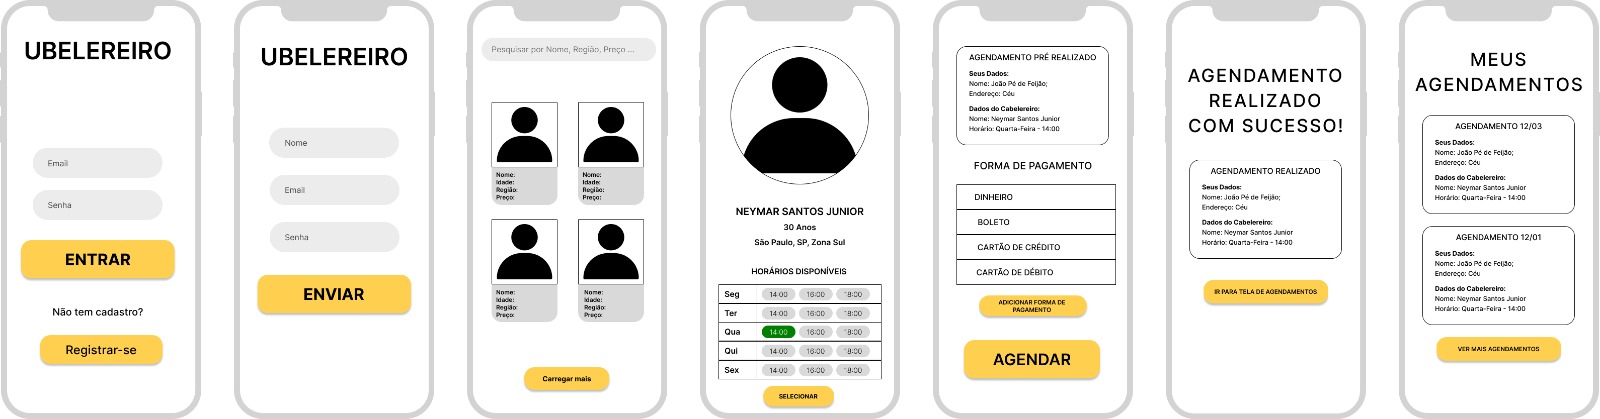 UBELEREIRO
Email
Senha
ENTRAR
Não tem cadastro?
Registrar-se
UBELEREIRO
Nome
Email
Senha
ENVIAR
Pesquisar por Nome, Região, Preço ...
Nome:
Idade:
Região:
Preço:
Nome:
Idade:
Região:
Preço:
Nome:
Idade:
Região:
Preço:
Nome:
Idade:
Região:
Preço:
Carregar mais
NEYMAR SANTOS JUNIOR
30 Anos
São Paulo, SP, Zona Sul
HORÁRIOS DISPONÍVEIS
Seg 14:00 16:00 18:00
Ter 14:00 16:00 18:00
Qua 14:00 16:00 18:00
Qui 14:00 16:00 18:00
Sex 14:00 16:00 18:00
SELECIONAR
AGENDAMENTO PRÉ REALIZADO
Seus Dados:
Nome: João Pé de Feijão;
Endereço: Céu
Dados do Cabelereiro:
Nome: Neymar Santos Junior
Horário: Quarta-Feira - 14:00
FORMA DE PAGAMENTO
DINHEIRO
BOLETO
CARTÃO DE CRÉDITO
CARTÃO DE DÉBITO
ADICIONAR FORMA DE
PAGAMENTO
AGENDAR
AGENDAMENTO
REALIZADO
COM SUCESSO!
AGENDAMENTO REALIZADO
Seus Dados:
Nome: João Pé de Feijão;
Endereço: Céu
Dados do Cabelereiro:
Nome: Neymar Santos Junior
Horário: Quarta-Feira - 14:00
IR PARA TELA DE AGENDAMENTOS
MEUS
AGENDAMENTOS
AGENDAMENTO 12/03
Seus Dados:
Nome: João Pé de Feijão;
Endereço: Céu
Dados do Cabelereiro:
Nome: Neymar Santos Junior
Horário: Quarta-Feira - 14:00
AGENDAMENTO 12/01
Seus Dados:
Nome: João Pé de Feijão;
Endereço: Céu
Dados do Cabelereiro:
Nome: Neymar Santos Junior
Horário: Quarta-Feira - 14:00
VER MAIS AGENDAMENTOS